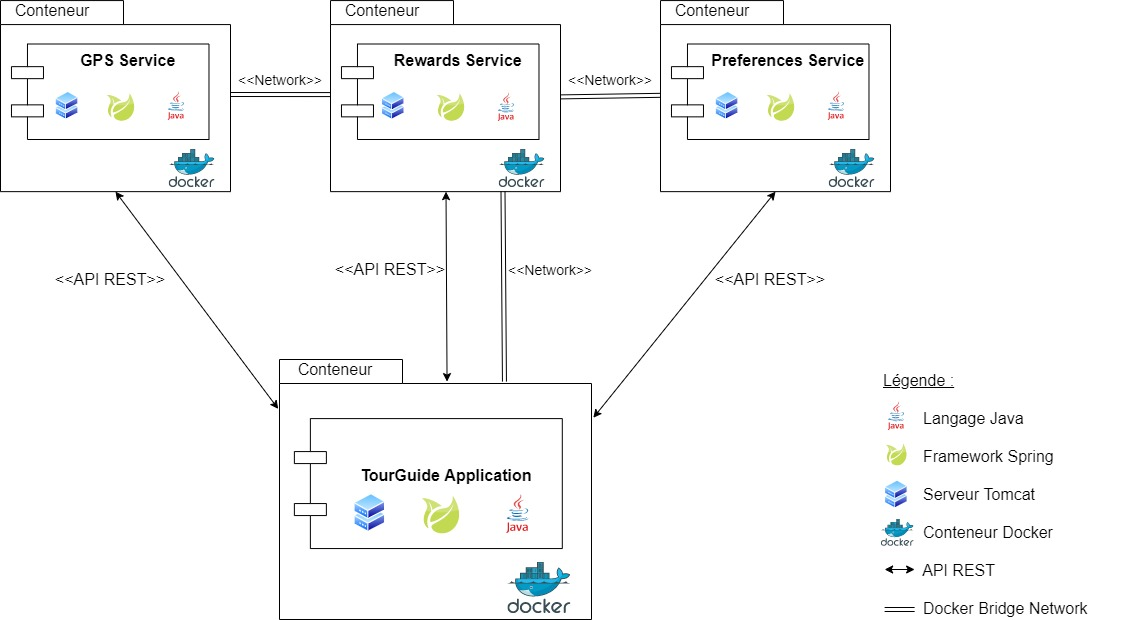 Conteneur
Conteneur
Conteneur
GPS Service
Rewards Service
Preferences Service
<<Network>>
<<Network>>
Java
Java
Java
docker
docker
docker
<<API REST>>
<<API REST>>
<<Network>>
<<API REST>>
Conteneur
TourGuide Application
Java
docker
Légende :
Java
Langage Java
Framework Spring
Serveur Tomcat
docker
Conteneur Docker
API REST
Docker Bridge Network